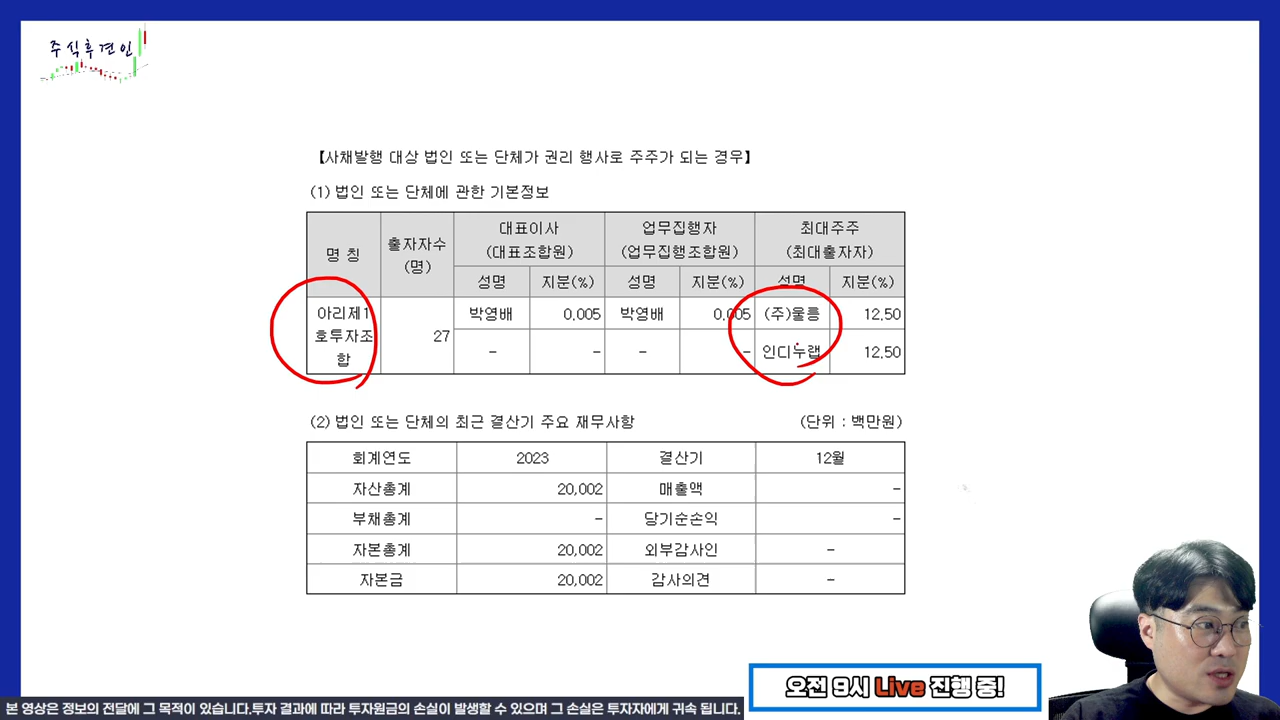 주식후견인
【사채발행 대상 법인 또는 단체가 권리 행사로 주주가 되는 경우】
(1) 법인 또는 단체에 관한 기본정보
명 칭 출자자수 (명) 대표이사 (대표조합원) 업무집행자 (업무집행조합원) 최대주주 (최대출자자)
성명 지분(%) 성명 지분(%) 성명 지분(%)
아리제1호투자조합 27 박영배 0.005 박영배 0.005 (주)울릉 12.50
- - - - 인디누랩 12.50
(2) 법인 또는 단체의 최근 결산기 주요 재무사항 (단위 : 백만원)
회계연도 2023 결산기 12월
자산총계 20,002 매출액 -
부채총계 - 당기순손익 -
자본총계 20,002 외부감사인 -
자본금 20,002 감사의견 -
오전 9시 Live 진행 중!
본 영상은 정보의 전달에 그 목적이 있습니다.투자 결과에 따라 투자원금의 손실이 발생할 수 있으며 그 손실은 투자자에게 귀속 됩니다.